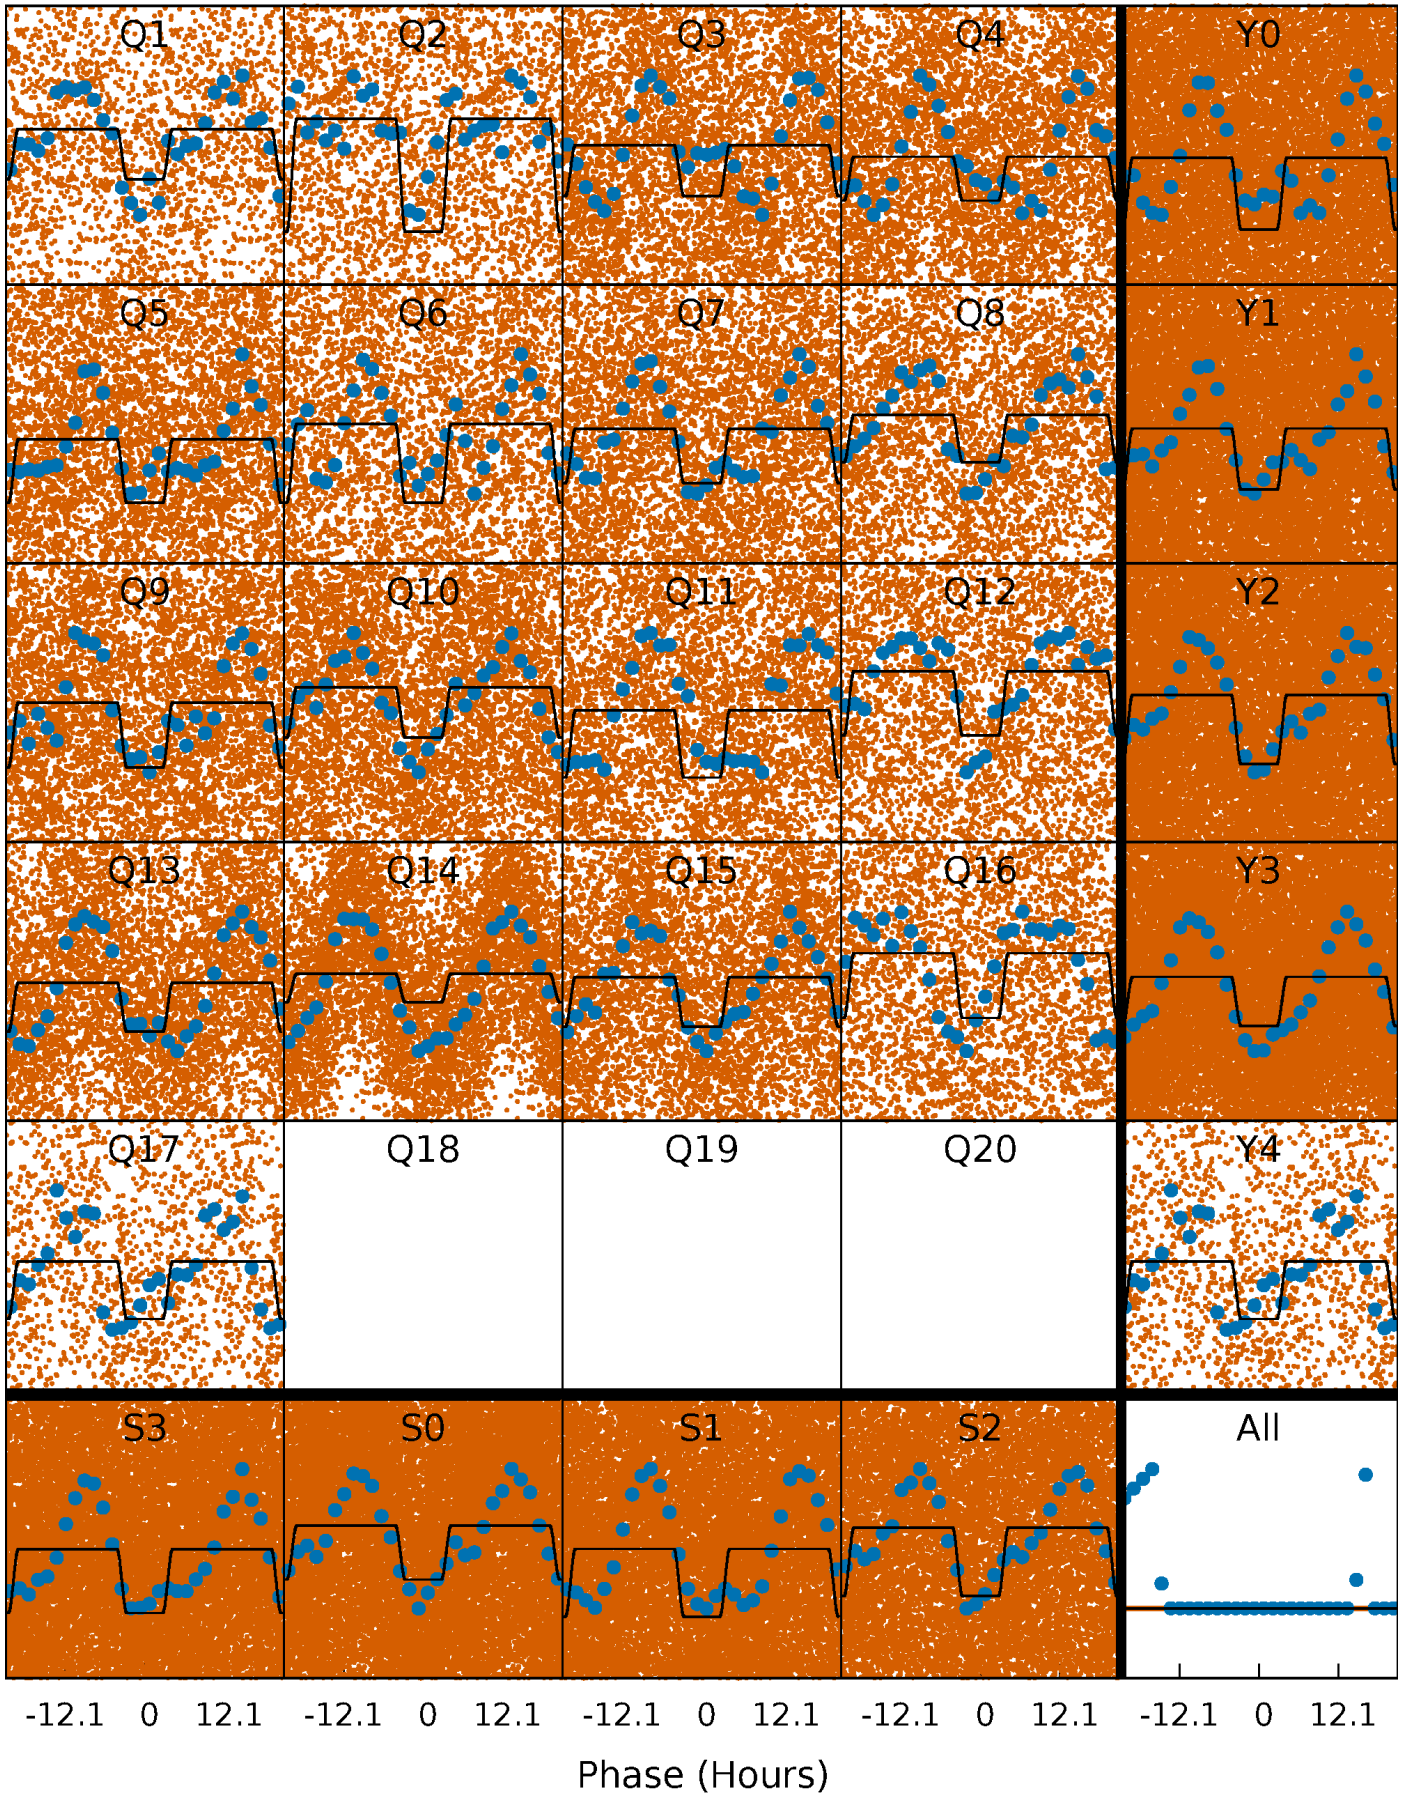 Q1 Q2 Q3 Q4 Y0
Q5 Q6 Q7 Q8 Y1
Q9 Q10 Q11 Q12 Y2
Q13 Q14 Q15 Q16 Y3
Q17 Q18 Q19 Q20 Y4
S3 S0 S1 S2 All
-12.1 0 12.1 -12.1 0 12.1 -12.1 0 12.1 -12.1 0 12.1 -12.1 0 12.1
Phase (Hours)